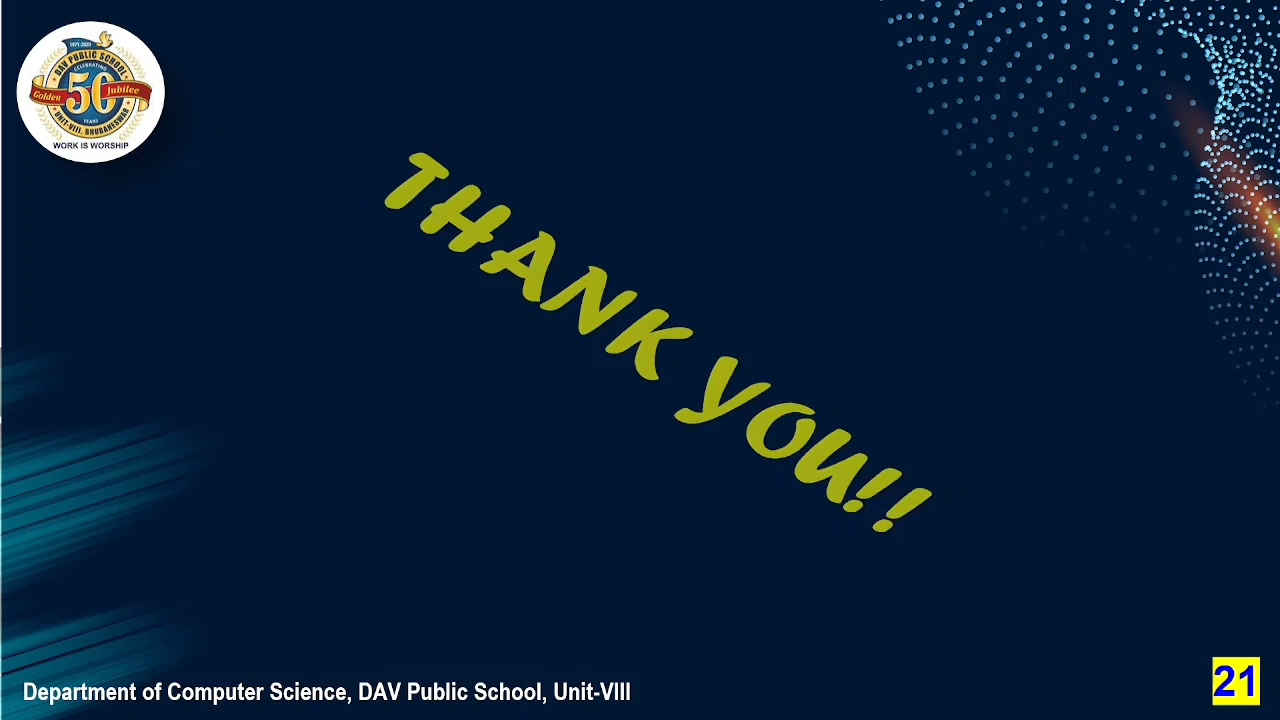 1971-2020
DAV PUBLIC SCHOOL
CELEBRATING
Golden 50 Jubilee
YEARS
UNIT-VIII, BHUBANESWAR
WORK IS WORSHIP
THANK YOU!!
Department of Computer Science, DAV Public School, Unit-VIII
21